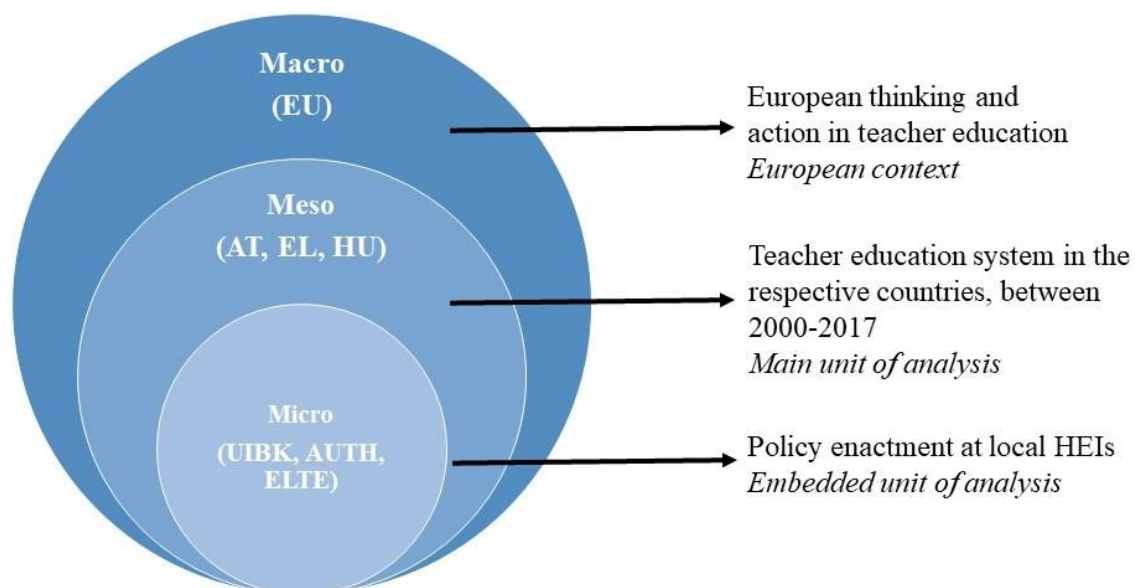 Macro
(EU)
European thinking and
action in teacher education
European context
Meso
(AT, EL, HU)
Teacher education system in the
respective countries, between
2000-2017
Main unit of analysis
Micro
(UIBK, AUTH,
ELTE)
Policy enactment at local HEIs
Embedded unit of analysis